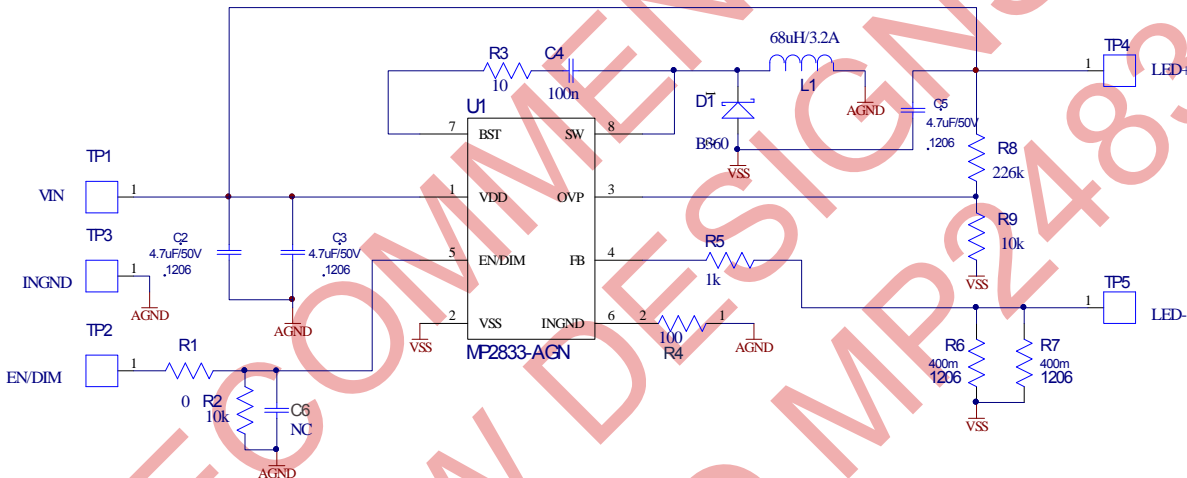 68uH/3.2A
R3
C4
TP4
1
LED+
10
100n
L1
AGND
U1
D1
C5
4.7uF/50V
.1206
7
BST
SW
8
B360
VSS
R8
226k
TP1
VIN
1
1
VDD
OVP
3
TP3
C2
4.7uF/50V
.1206
C3
4.7uF/50V
.1206
R9
10k
R5
5
EN/DIM
FB
4
1k
INGND
1
AGND
AGND
VSS
TP5
1
LED-
TP2
VSS
2
VSS
INGND
6
2
100
R4
1
AGND
MP2833-AGN
R6
400m
1206
R7
400m
1206
R1
EN/DIM
1
0
R2
10k
C6
NC
VSS
AGND
ECOMMEN
W DESIGNS
O MP2483